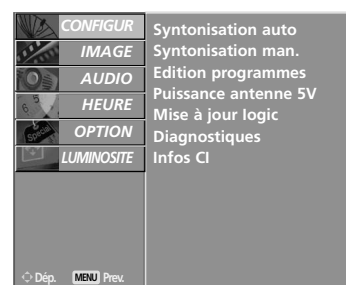 CONFIGUR
IMAGE
AUDIO
HEURE
OPTION
LUMINOSITE
Syntonisation auto
Syntonisation man.
Edition programmes
Puissance antenne 5V
Mise à jour logic
Diagnostiques
Infos CI
Dép. MENU Prev.